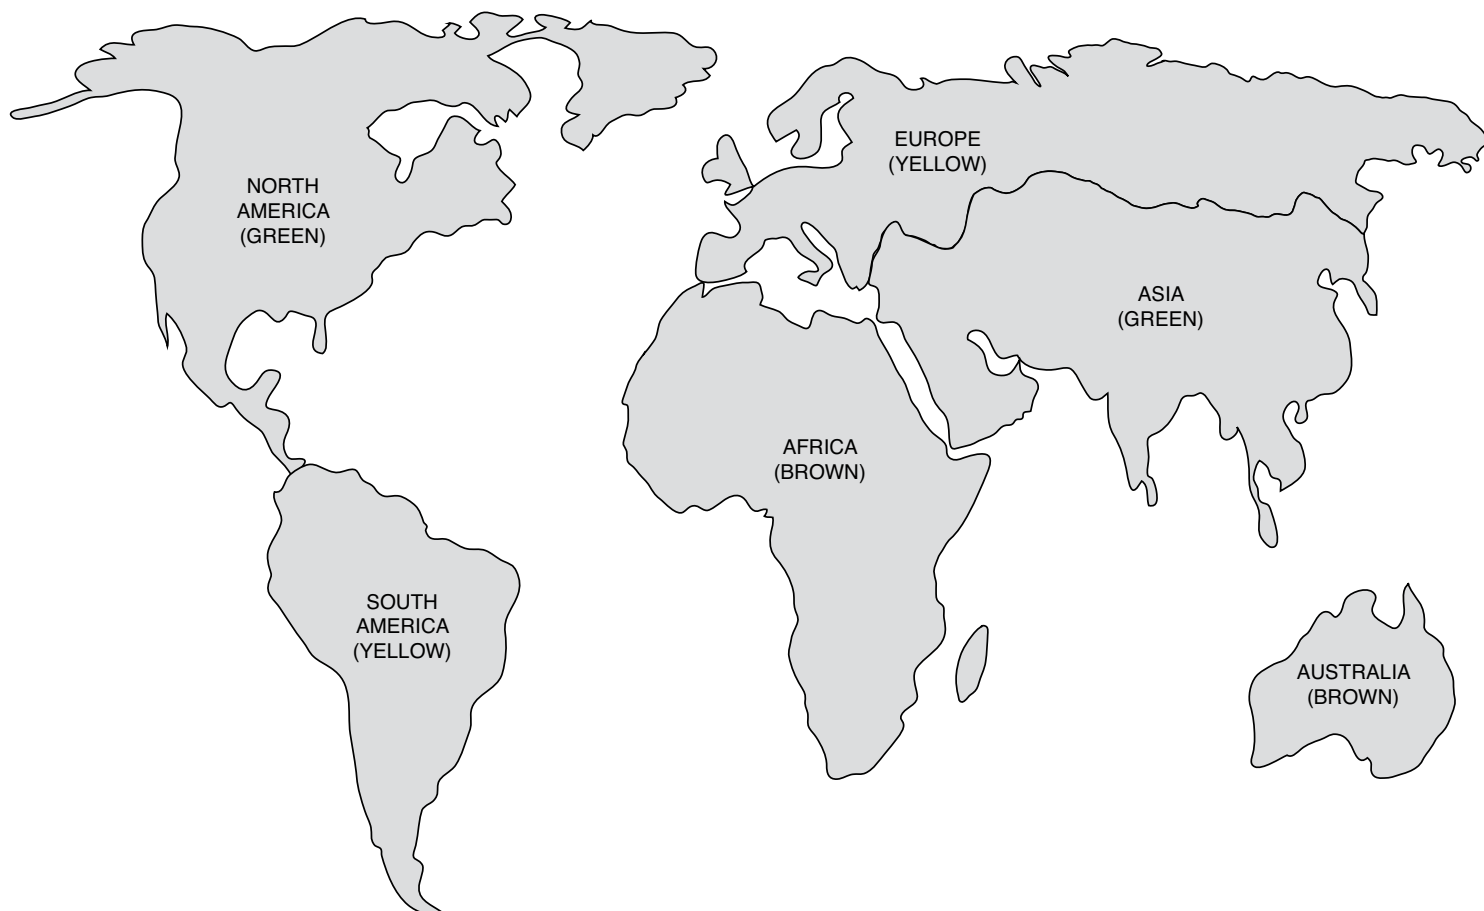 NORTH
AMERICA
(GREEN)
EUROPE
(YELLOW)
ASIA
(GREEN)
AFRICA
(BROWN)
SOUTH
AMERICA
(YELLOW)
AUSTRALIA
(BROWN)